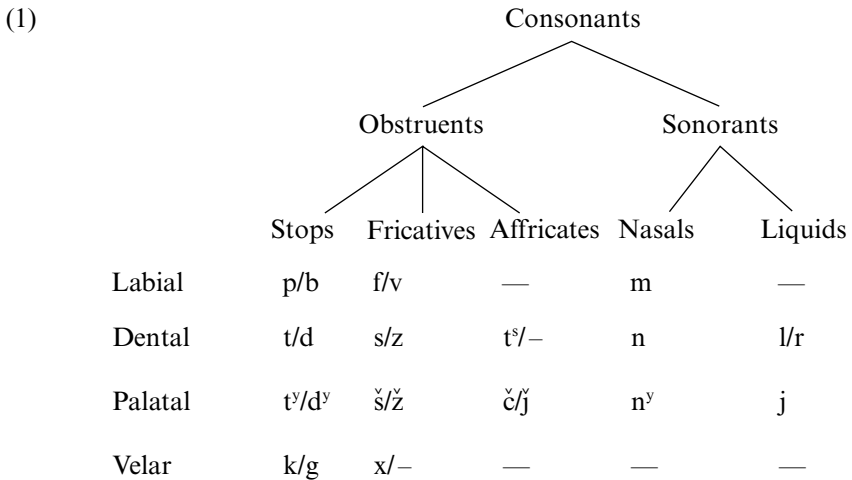 (1) Consonants
Obstruents Sonorants
Stops Fricatives Affricates Nasals Liquids
Labial p/b f/v — m —
Dental t/d s/z tˢ/– n l/r
Palatal tʸ/dʸ š/ž č/ǰ nʸ j
Velar k/g x/– — — —